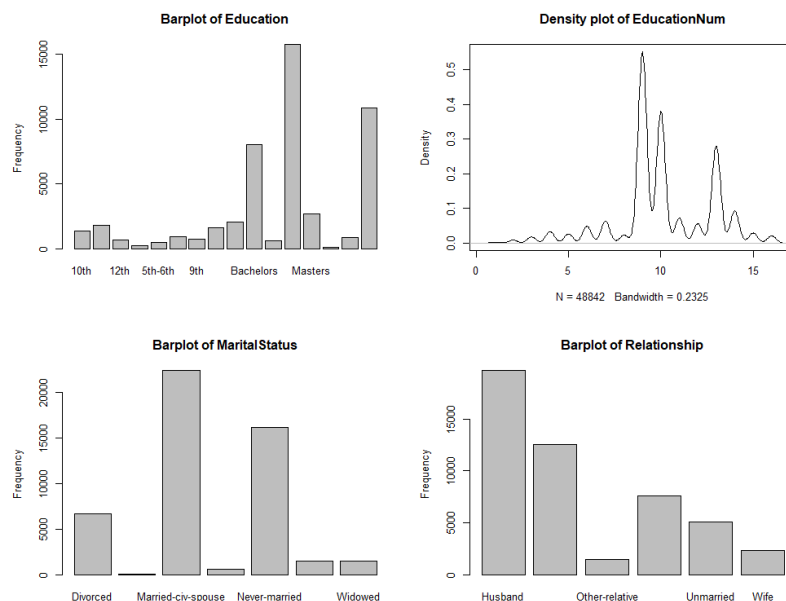 Barplot of Education
Frequency
15000
10000
5000
0
10th 12th 5th-6th 9th Bachelors Masters
Density plot of EducationNum
Density
0.5
0.4
0.3
0.2
0.1
0.0
0 5 10 15
N = 48842 Bandwidth = 0.2325
Barplot of MaritalStatus
Frequency
20000
15000
10000
5000
0
Divorced Married-civ-spouse Never-married Widowed
Barplot of Relationship
Frequency
15000
10000
5000
0
Husband Other-relative Unmarried Wife